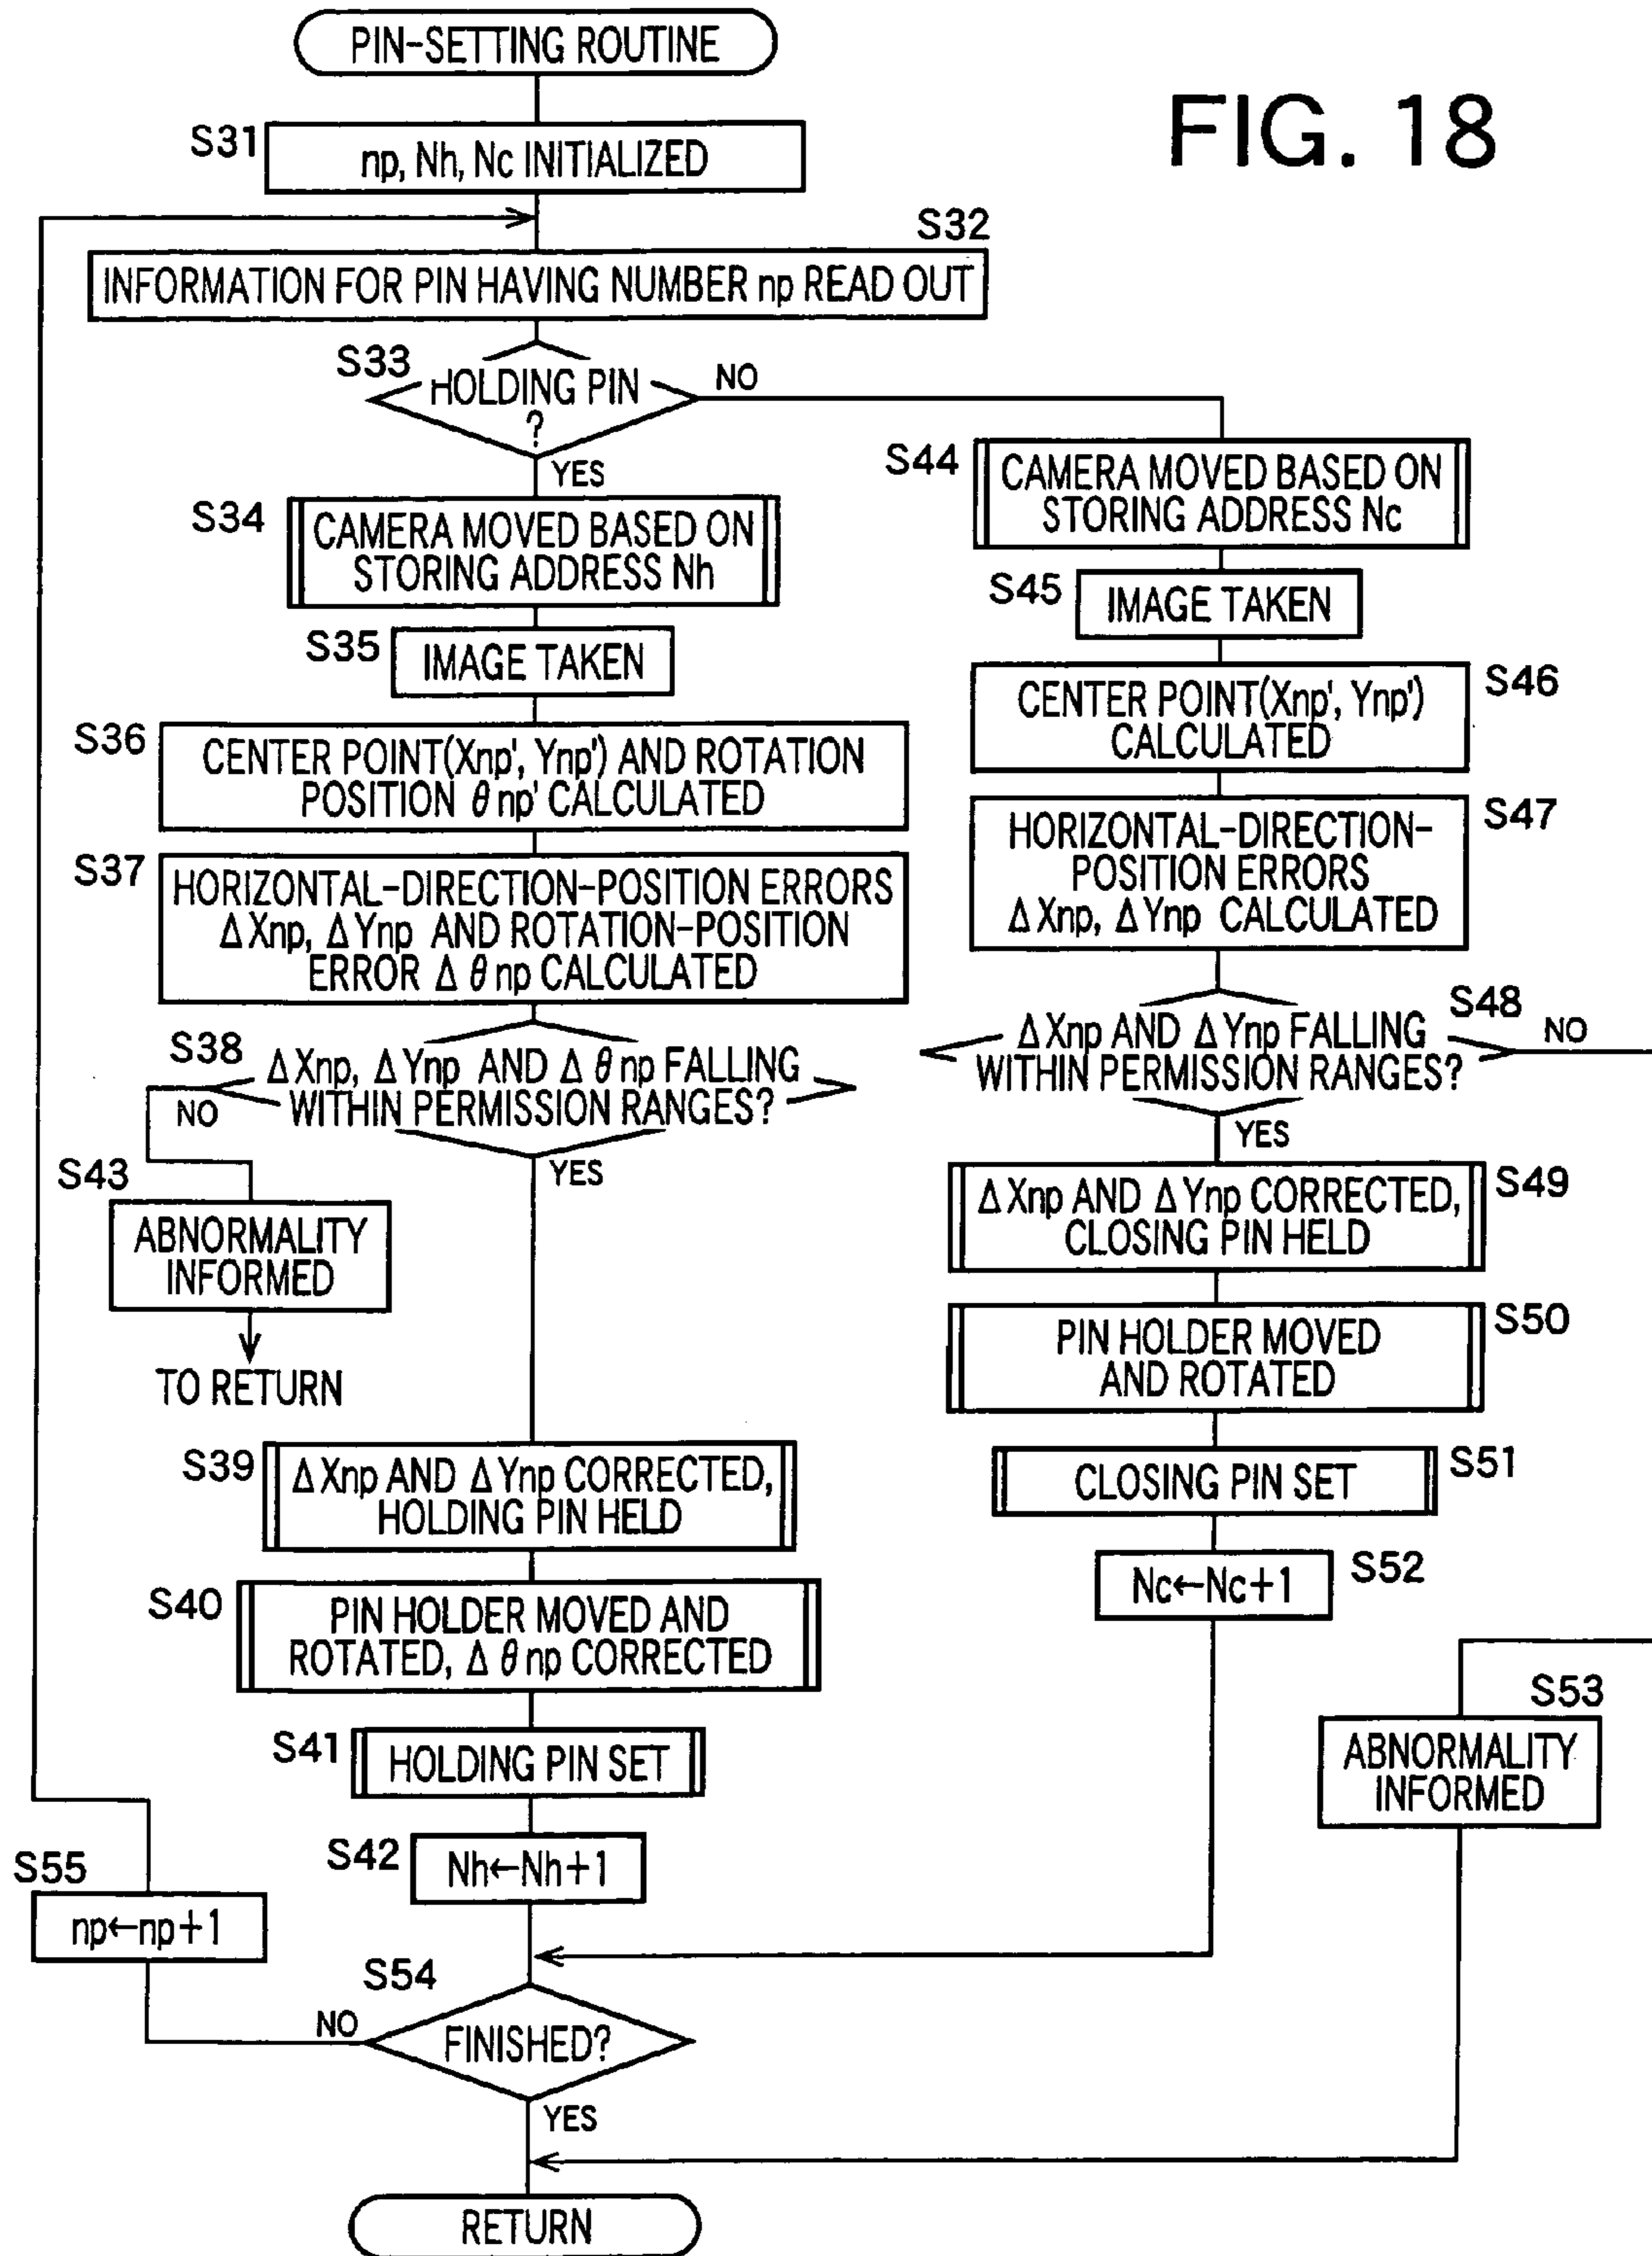 PIN-SETTING ROUTINE
FIG. 18
S31
np, Nh, Nc INITIALIZED
S32
INFORMATION FOR PIN HAVING NUMBER np READ OUT
S33
HOLDING PIN
?
NO
YES
S34
CAMERA MOVED BASED ON
STORING ADDRESS Nh
S35
IMAGE TAKEN
S36
CENTER POINT(Xnp', Ynp') AND ROTATION
POSITION θnp' CALCULATED
S37
HORIZONTAL-DIRECTION-POSITION ERRORS
ΔXnp, ΔYnp AND ROTATION-POSITION
ERROR Δθnp CALCULATED
S38
ΔXnp, ΔYnp AND Δθnp FALLING
WITHIN PERMISSION RANGES?
NO
YES
S43
ABNORMALITY
INFORMED
TO RETURN
S39
ΔXnp AND ΔYnp CORRECTED,
HOLDING PIN HELD
S40
PIN HOLDER MOVED AND
ROTATED, Δθnp CORRECTED
S41
HOLDING PIN SET
S42
Nh←Nh+1
S44
CAMERA MOVED BASED ON
STORING ADDRESS Nc
S45
IMAGE TAKEN
S46
CENTER POINT(Xnp', Ynp')
CALCULATED
S47
HORIZONTAL-DIRECTION-
POSITION ERRORS
ΔXnp, ΔYnp CALCULATED
S48
ΔXnp AND ΔYnp FALLING
WITHIN PERMISSION RANGES?
NO
YES
S49
ΔXnp AND ΔYnp CORRECTED,
CLOSING PIN HELD
S50
PIN HOLDER MOVED
AND ROTATED
S51
CLOSING PIN SET
S52
Nc←Nc+1
S53
ABNORMALITY
INFORMED
S54
FINISHED?
NO
YES
S55
np←np+1
RETURN